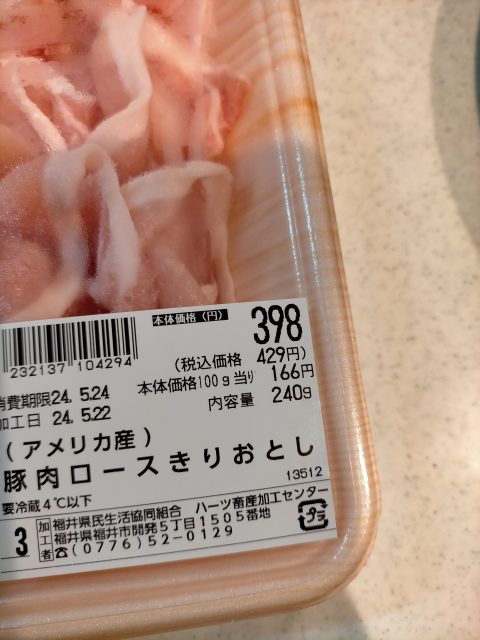 本体価格(円) 398
232137 104294
(税込価格 429円)
本体価格100g当り 166円
内容量 240g
消費期限24. 5.24
加工日 24. 5.22
(アメリカ産)
豚肉ロースきりおとし
13512
要冷蔵4℃以下
3
加工者
福井県民生活協同組合 ハーツ畜産加工センター
福井県福井市開発5丁目1505番地
☎(0776)52-0129
プラ